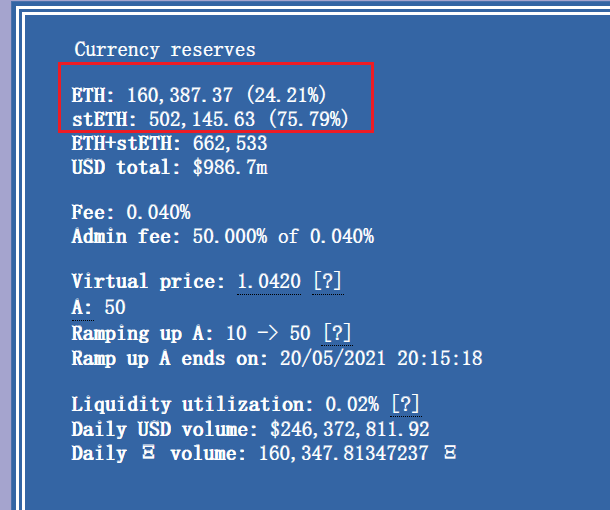 Currency reserves
ETH: 160,387.37 (24.21%)
stETH: 502,145.63 (75.79%)
ETH+stETH: 662,533
USD total: $986.7m
Fee: 0.040%
Admin fee: 50.000% of 0.040%
Virtual price: 1.0420 [?]
A: 50
Ramping up A: 10 -> 50 [?]
Ramp up A ends on: 20/05/2021 20:15:18
Liquidity utilization: 0.02% [?]
Daily USD volume: $246,372,811.92
Daily Ξ volume: 160,347.81347237 Ξ